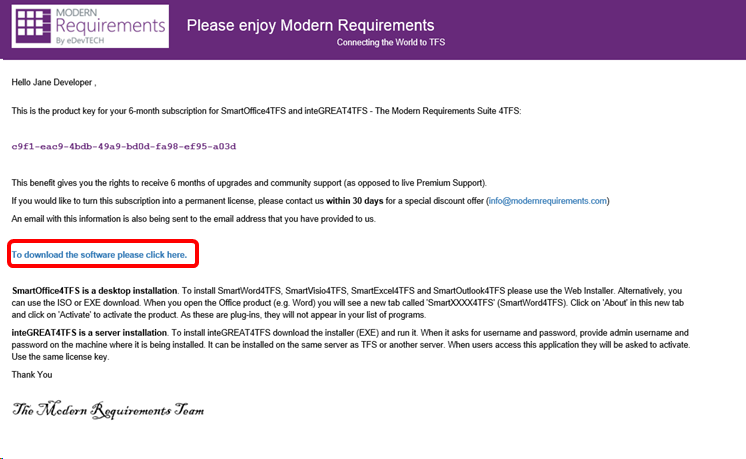 MODERN
Requirements
By eDevTECH
Please enjoy Modern Requirements
Connecting the World to TFS
Hello Jane Developer ,
This is the product key for your 6-month subscription for SmartOffice4TFS and inteGREAT4TFS - The Modern Requirements Suite 4TFS:
c9f1-eac9-4bdb-49a9-bd0d-fa98-ef95-a03d
This benefit gives you the rights to receive 6 months of upgrades and community support (as opposed to live Premium Support).
If you would like to turn this subscription into a permanent license, please contact us within 30 days for a special discount offer (info@modernrequirements.com)
An email with this information is also being sent to the email address that you have provided to us.
To download the software please click here.
SmartOffice4TFS is a desktop installation. To install SmartWord4TFS, SmartVisio4TFS, SmartExcel4TFS and SmartOutlook4TFS please use the Web Installer. Alternatively, you
can use the ISO or EXE download. When you open the Office product (e.g. Word) you will see a new tab called 'SmartXXXX4TFS' (SmartWord4TFS). Click on 'About' in this new tab
and click on 'Activate' to activate the product. As these are plug-ins, they will not appear in your list of programs.
inteGREAT4TFS is a server installation. To install inteGREAT4TFS download the installer (EXE) and run it. When it asks for username and password, provide admin username and
password on the machine where it is being installed. It can be installed on the same server as TFS or another server. When users access this application they will be asked to activate.
Use the same license key.
Thank You
The Modern Requirements Team